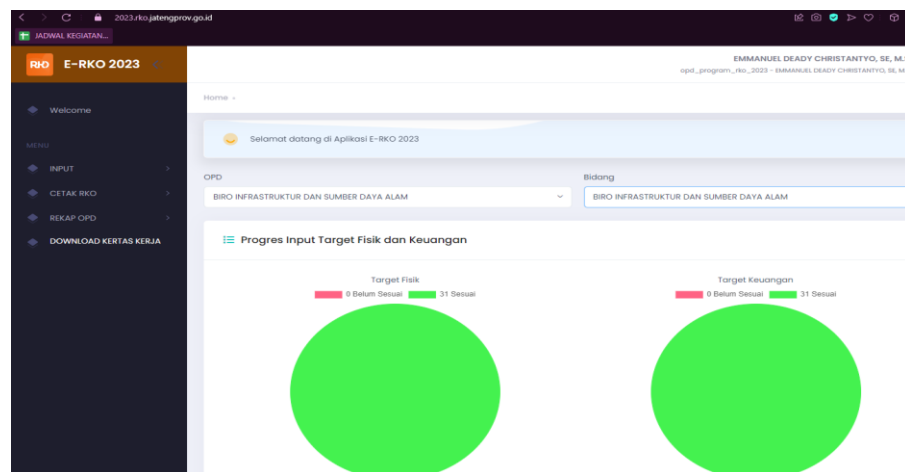 2023.rko.jatengprov.go.id
JADWAL KEGIATAN...
RKO E-RKO 2023
EMMANUEL DEADY CHRISTANTYO, SE, M.
opd_program_rko_2023 - EMMANUEL DEADY CHRISTANTYO, SE, M
Home
Welcome
Selamat datang di Aplikasi E-RKO 2023
MENU
INPUT
CETAK RKO
REKAP OPD
DOWNLOAD KERTAS KERJA
OPD
BIRO INFRASTRUKTUR DAN SUMBER DAYA ALAM
Bidang
BIRO INFRASTRUKTUR DAN SUMBER DAYA ALAM
Progres Input Target Fisik dan Keuangan
Target Fisik
0 Belum Sesuai 31 Sesuai
Target Keuangan
0 Belum Sesuai 31 Sesuai